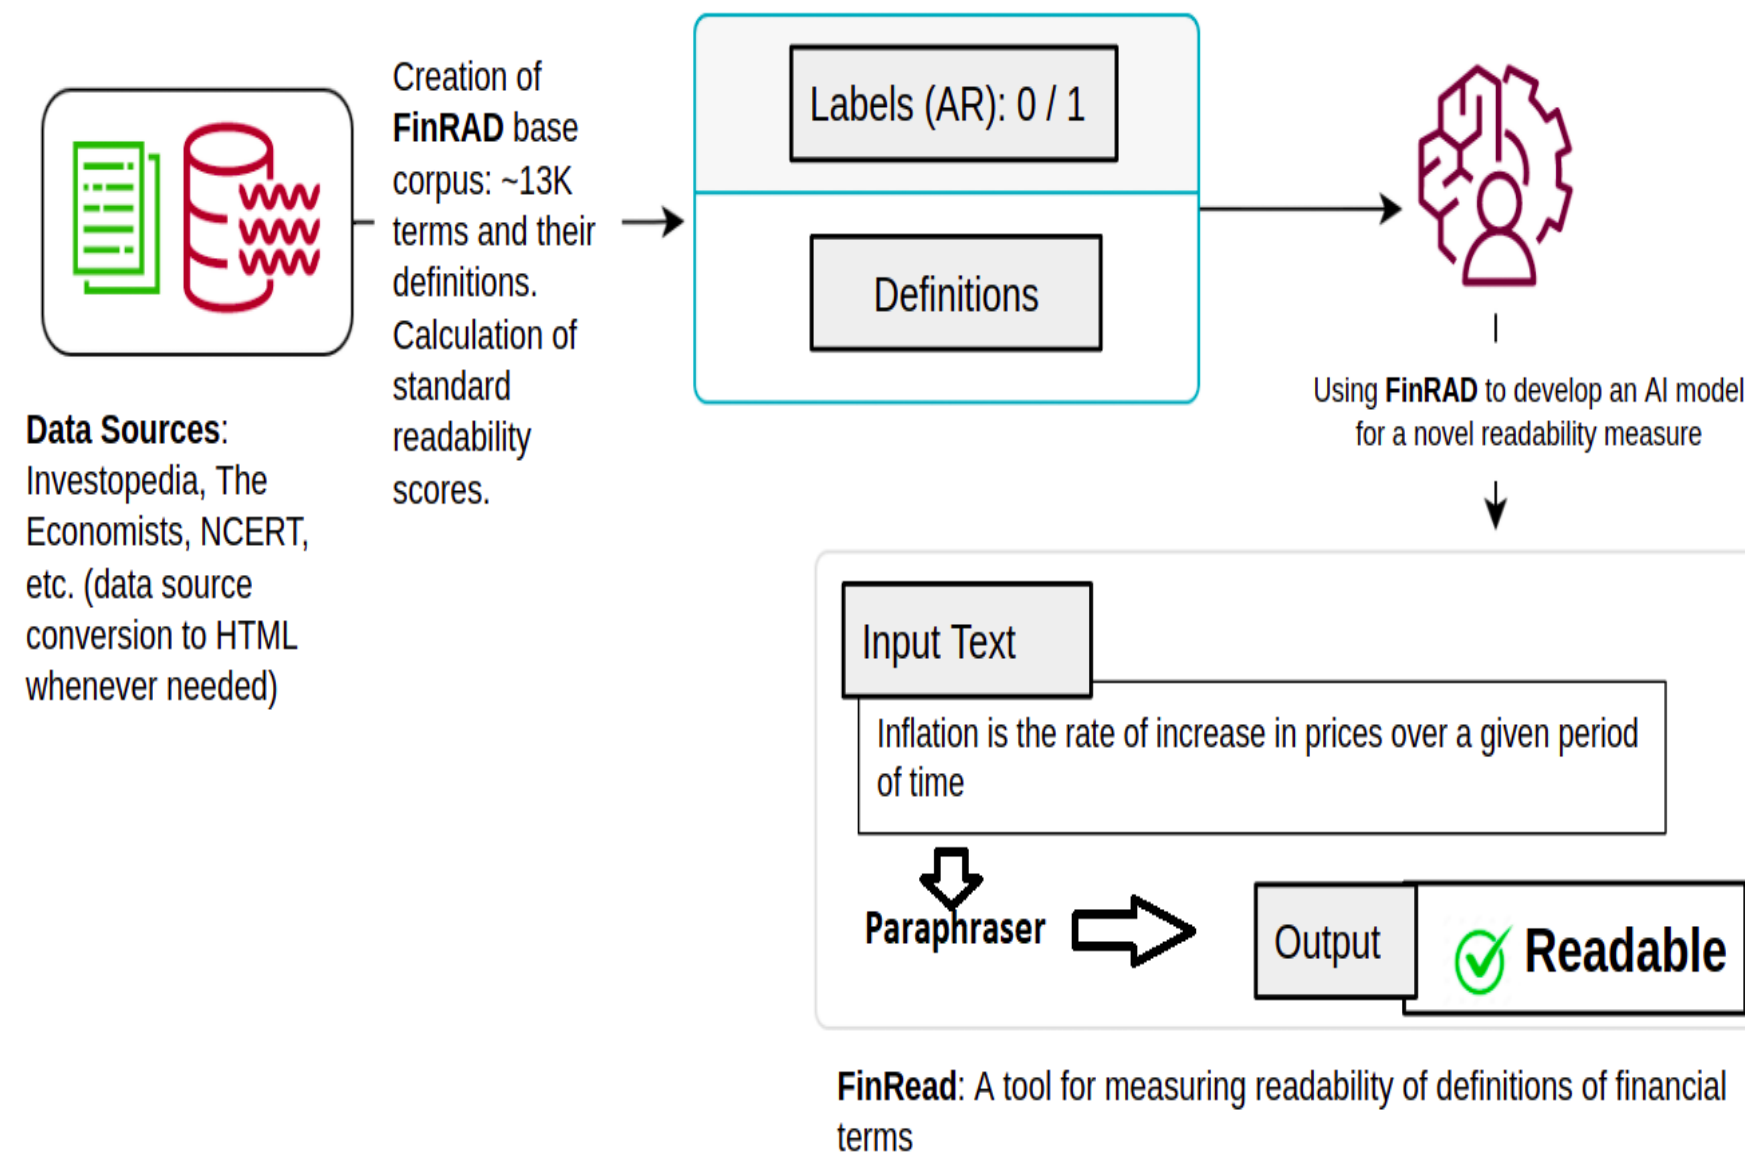 Data Sources:
Investopedia, The
Economists, NCERT,
etc. (data source
conversion to HTML
whenever needed)
Creation of
FinRAD base
corpus: ~13K
terms and their
definitions.
Calculation of
standard
readability
scores.
Labels (AR): 0 / 1
Definitions
Using FinRAD to develop an AI model
for a novel readability measure
Input Text
Inflation is the rate of increase in prices over a given period
of time
Paraphraser
Output
Readable
FinRead: A tool for measuring readability of definitions of financial
terms